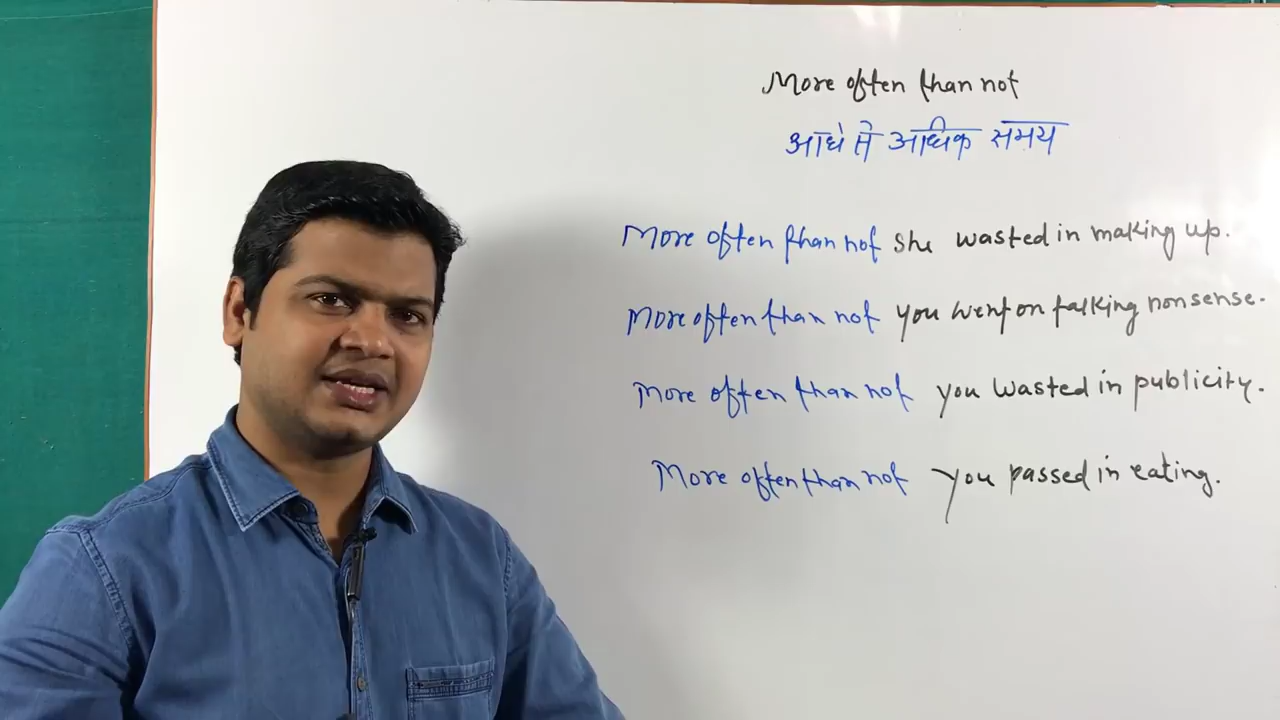 More often than not
आधे से अधिक समय
More often than not she wasted in making up.
More often than not you went on talking nonsense.
More often than not you wasted in publicity.
More often than not you passed in eating.